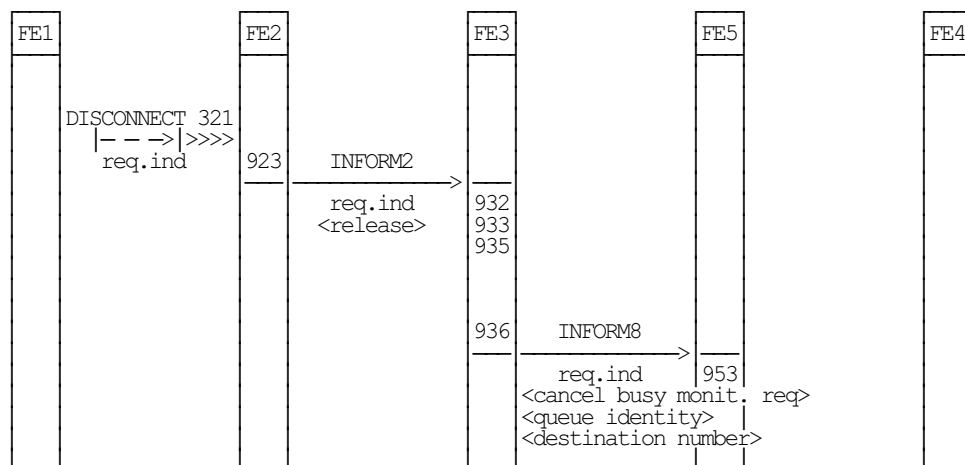 FE1 FE2 FE3 FE5 FE4
DISCONNECT 321
req.ind
923 INFORM2
req.ind 932
<release> 933
935
936 INFORM8
req.ind 953
<cancel busy monit. req>
<queue identity>
<destination number>